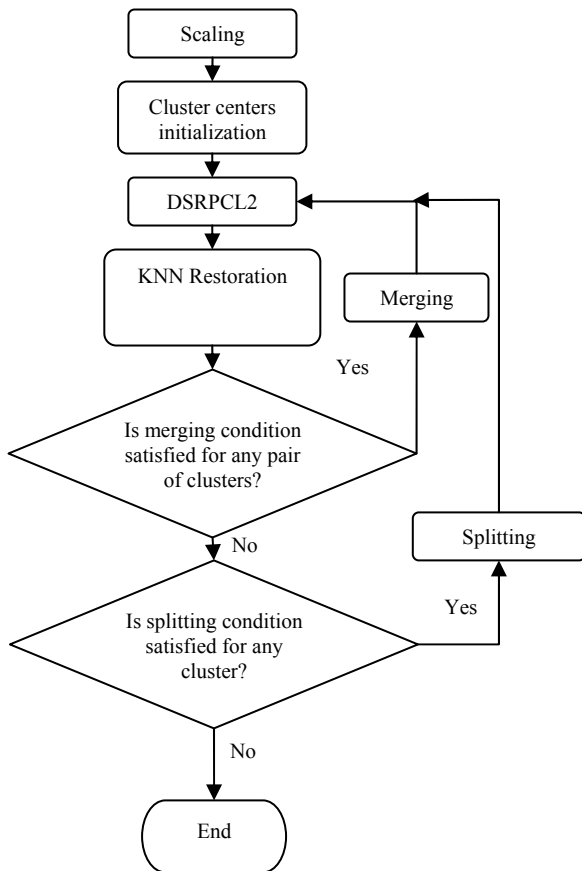 Scaling
Cluster centers
initialization
DSRPCL2
KNN Restoration
Merging
Yes
Is merging condition
satisfied for any pair
of clusters?
No
Splitting
Yes
Is splitting condition
satisfied for any
cluster?
No
End